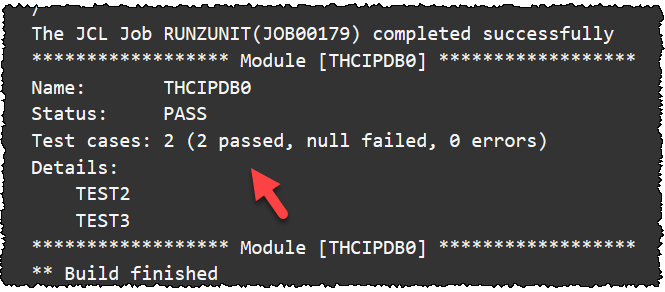 The JCL Job RUNZUNIT(JOB00179) completed successfully
****************** Module [THCIPDB0] ******************
Name:       THCIPDB0
Status:     PASS
Test cases: 2 (2 passed, null failed, 0 errors)
Details:
    TEST2
    TEST3
****************** Module [THCIPDB0] ******************
** Build finished